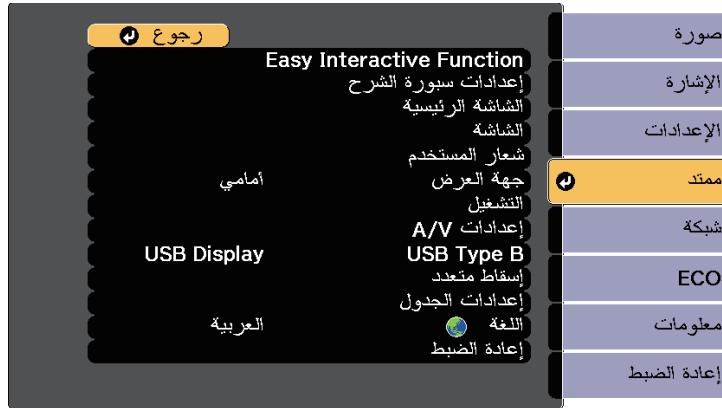 رجوع
Easy Interactive Function
إعدادات سبورة الشرح
الشاشة الرئيسية
الشاشة
شعار المستخدم
جهة العرض أمامي
التشغيل
إعدادات A/V
USB Type B USB Display
إسقاط متعدد
إعدادات الجدول
اللغة العربية
إعادة الضبط
صورة
الإشارة
الإعدادات
ممتد
شبكة
ECO
معلومات
إعادة الضبط